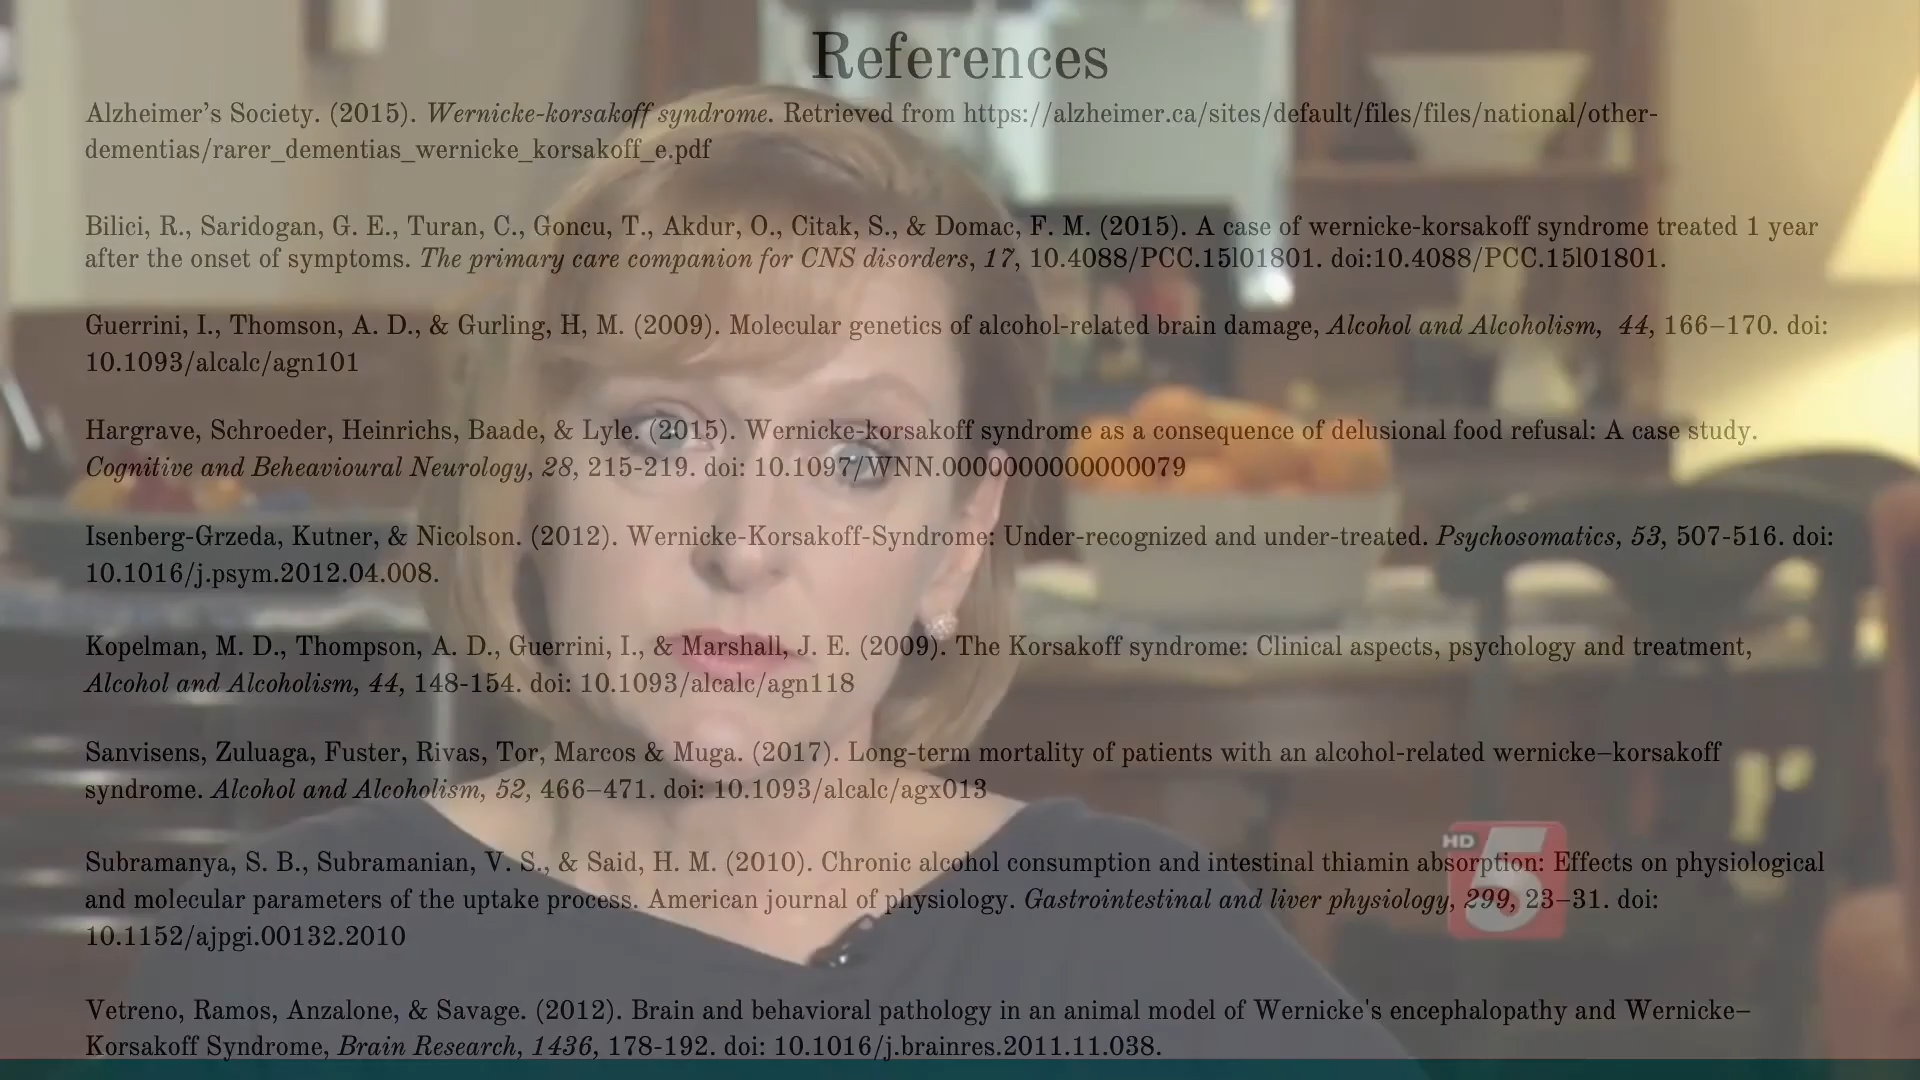 References
Alzheimer’s Society. (2015). Wernicke-korsakoff syndrome. Retrieved from https://alzheimer.ca/sites/default/files/files/national/other-
dementias/rarer_dementias_wernicke_korsakoff_e.pdf
Bilici, R., Saridogan, G. E., Turan, C., Goncu, T., Akdur, O., Citak, S., & Domac, F. M. (2015). A case of wernicke-korsakoff syndrome treated 1 year
after the onset of symptoms. The primary care companion for CNS disorders, 17, 10.4088/PCC.15l01801. doi:10.4088/PCC.15l01801.
Guerrini, I., Thomson, A. D., & Gurling, H, M. (2009). Molecular genetics of alcohol-related brain damage, Alcohol and Alcoholism, 44, 166–170. doi:
10.1093/alcalc/agn101
Hargrave, Schroeder, Heinrichs, Baade, & Lyle. (2015). Wernicke-korsakoff syndrome as a consequence of delusional food refusal: A case study.
Cognitive and Beheavioural Neurology, 28, 215-219. doi: 10.1097/WNN.0000000000000079
Isenberg-Grzeda, Kutner, & Nicolson. (2012). Wernicke-Korsakoff-Syndrome: Under-recognized and under-treated. Psychosomatics, 53, 507-516. doi:
10.1016/j.psym.2012.04.008.
Kopelman, M. D., Thompson, A. D., Guerrini, I., & Marshall, J. E. (2009). The Korsakoff syndrome: Clinical aspects, psychology and treatment,
Alcohol and Alcoholism, 44, 148-154. doi: 10.1093/alcalc/agn118
Sanvisens, Zuluaga, Fuster, Rivas, Tor, Marcos & Muga. (2017). Long-term mortality of patients with an alcohol-related wernicke–korsakoff
syndrome. Alcohol and Alcoholism, 52, 466–471. doi: 10.1093/alcalc/agx013
HD
5
Subramanya, S. B., Subramanian, V. S., & Said, H. M. (2010). Chronic alcohol consumption and intestinal thiamin absorption: Effects on physiological
and molecular parameters of the uptake process. American journal of physiology. Gastrointestinal and liver physiology, 299, 23–31. doi:
10.1152/ajpgi.00132.2010
Vetreno, Ramos, Anzalone, & Savage. (2012). Brain and behavioral pathology in an animal model of Wernicke's encephalopathy and Wernicke–
Korsakoff Syndrome, Brain Research, 1436, 178-192. doi: 10.1016/j.brainres.2011.11.038.